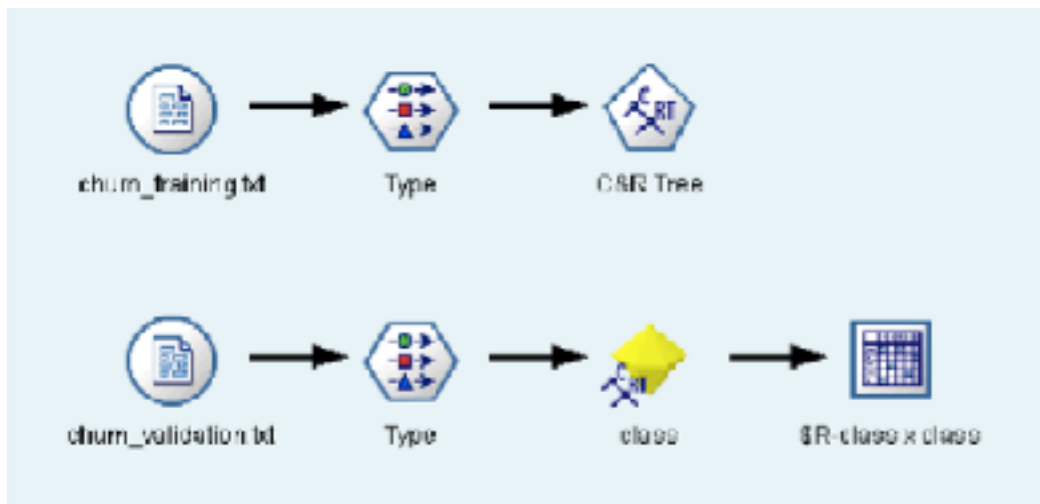 churn_training.txt
Type
C&R Tree
churn_validation.txt
Type
class
$R-class x class